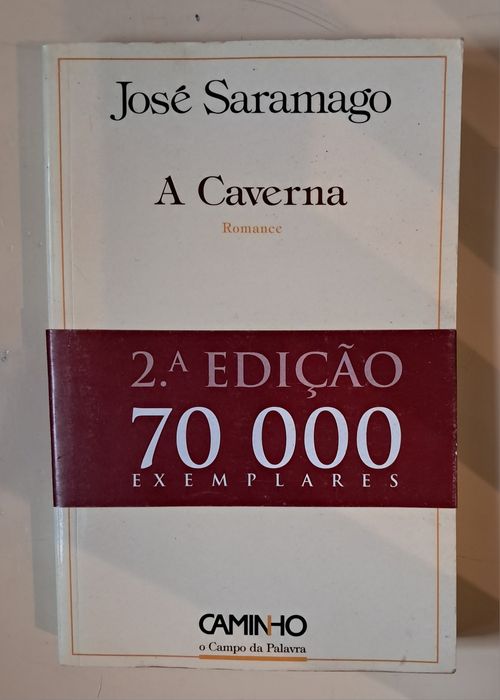 José Saramago
A Caverna
Romance
2.ª EDIÇÃO
70 000
EXEMPLARES
CAMINHO
o Campo da Palavra